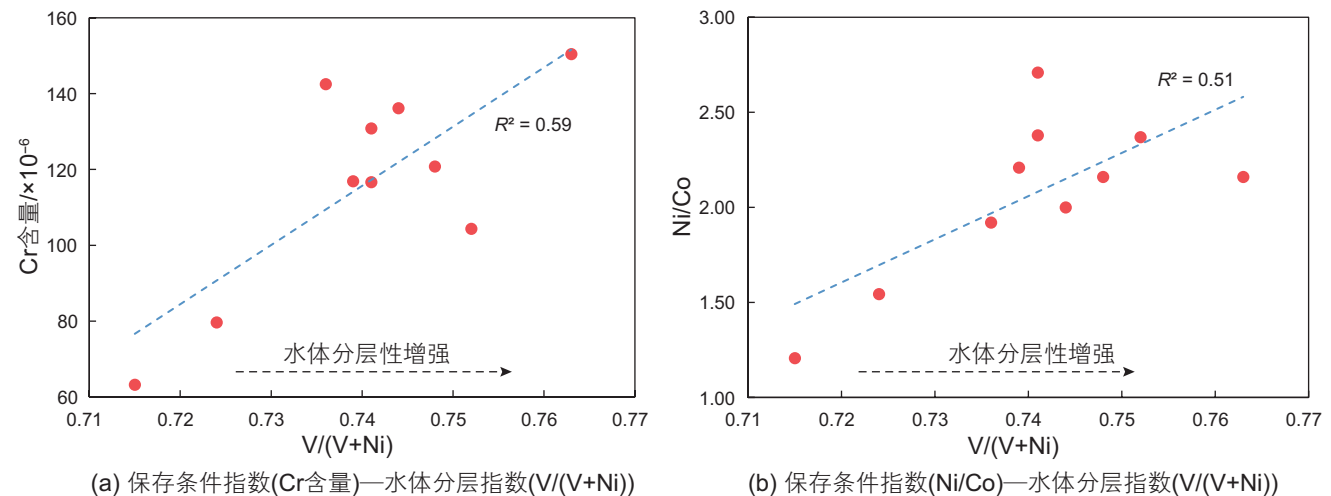 160
140
120
100
80
60
Cr含量/×10⁻⁶
R² = 0.59
水体分层性增强
0.71 0.72 0.73 0.74 0.75 0.76 0.77
V/(V+Ni)
(a) 保存条件指数(Cr含量)—水体分层指数(V/(V+Ni))
3.00
2.50
2.00
1.50
1.00
Ni/Co
R² = 0.51
水体分层性增强
0.71 0.72 0.73 0.74 0.75 0.76 0.77
V/(V+Ni)
(b) 保存条件指数(Ni/Co)—水体分层指数(V/(V+Ni))